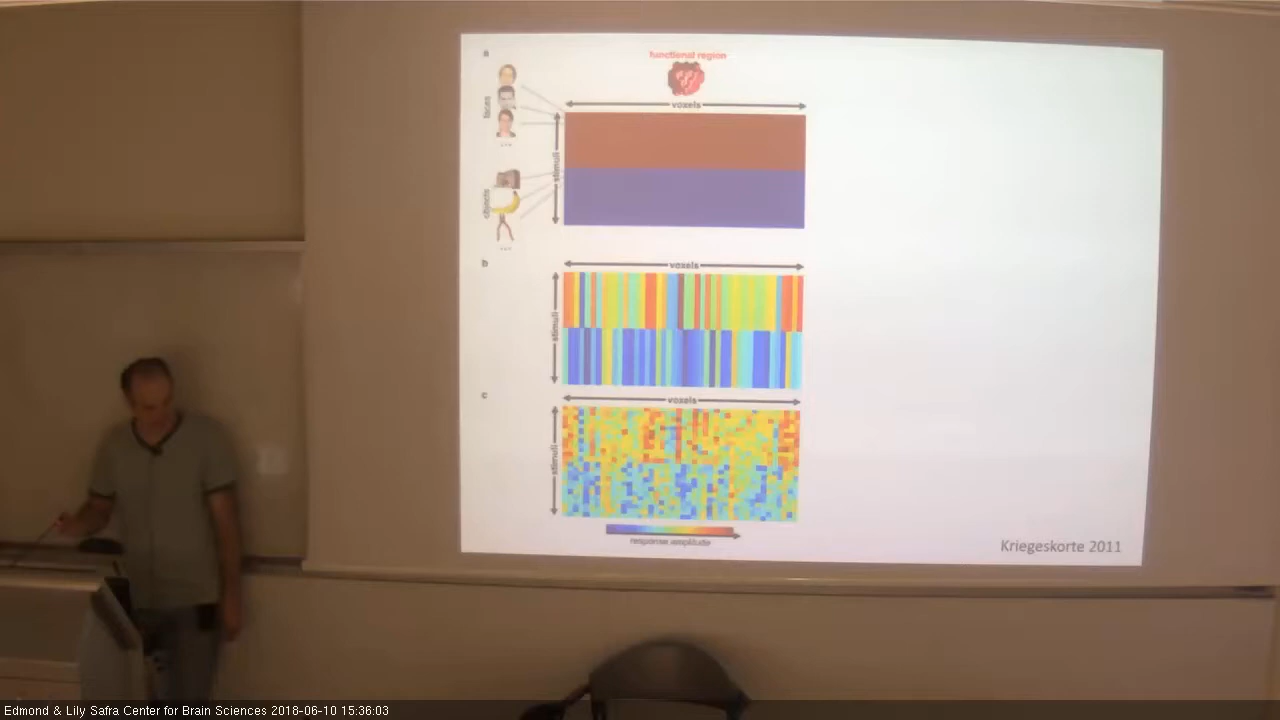 a
functional region
voxels
faces
stimuli
objects
b
voxels
stimuli
c
voxels
stimuli
response amplitude
Kriegeskorte 2011
Edmond & Lily Safra Center for Brain Sciences 2018-06-10 15:36:03